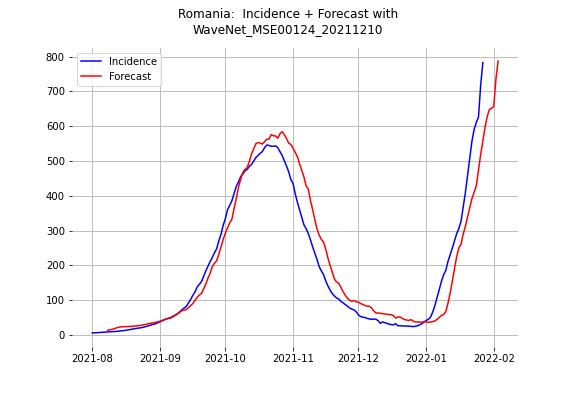 Romania:  Incidence + Forecast with
WaveNet_MSE00124_20211210
Incidence
Forecast
800
700
600
500
400
300
200
100
0
2021-08 2021-09 2021-10 2021-11 2021-12 2022-01 2022-02